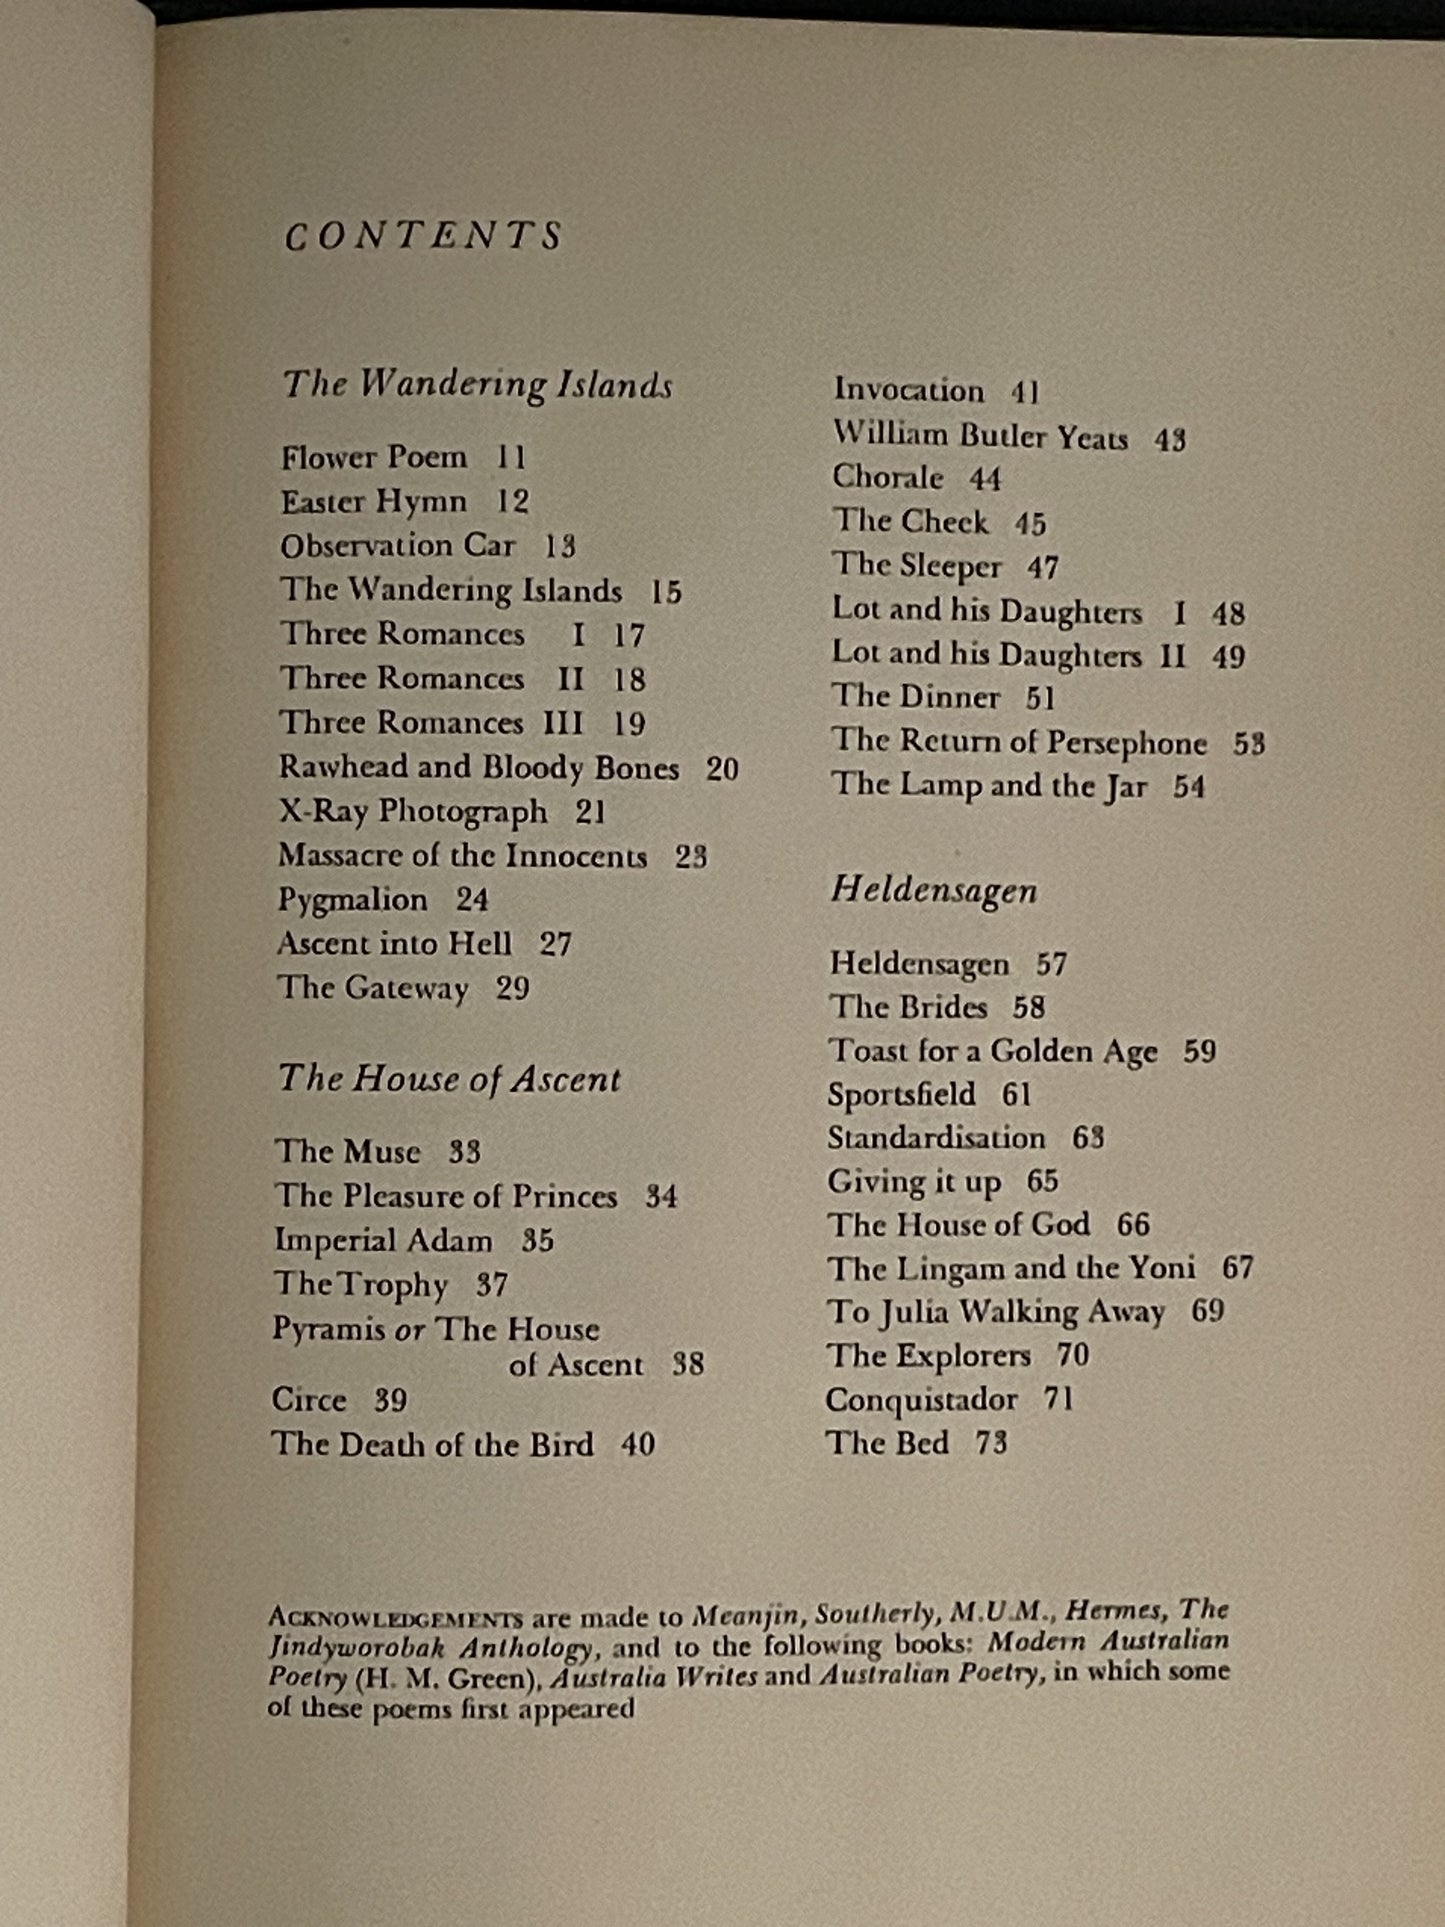 CONTENTS
The Wandering Islands
Flower Poem 11
Easter Hymn 12
Observation Car 13
The Wandering Islands 15
Three Romances I 17
Three Romances II 18
Three Romances III 19
Rawhead and Bloody Bones 20
X-Ray Photograph 21
Massacre of the Innocents 23
Pygmalion 24
Ascent into Hell 27
The Gateway 29
The House of Ascent
The Muse 33
The Pleasure of Princes 34
Imperial Adam 35
The Trophy 37
Pyramis or The House
of Ascent 38
Circe 39
The Death of the Bird 40
Invocation 41
William Butler Yeats 43
Chorale 44
The Check 45
The Sleeper 47
Lot and his Daughters I 48
Lot and his Daughters II 49
The Dinner 51
The Return of Persephone 53
The Lamp and the Jar 54
Heldensagen
Heldensagen 57
The Brides 58
Toast for a Golden Age 59
Sportsfield 61
Standardisation 63
Giving it up 65
The House of God 66
The Lingam and the Yoni 67
To Julia Walking Away 69
The Explorers 70
Conquistador 71
The Bed 73
ACKNOWLEDGEMENTS are made to Meanjin, Southerly, M.U.M., Hermes, The
Jindyworobak Anthology, and to the following books: Modern Australian
Poetry (H. M. Green), Australia Writes and Australian Poetry, in which some
of these poems first appeared